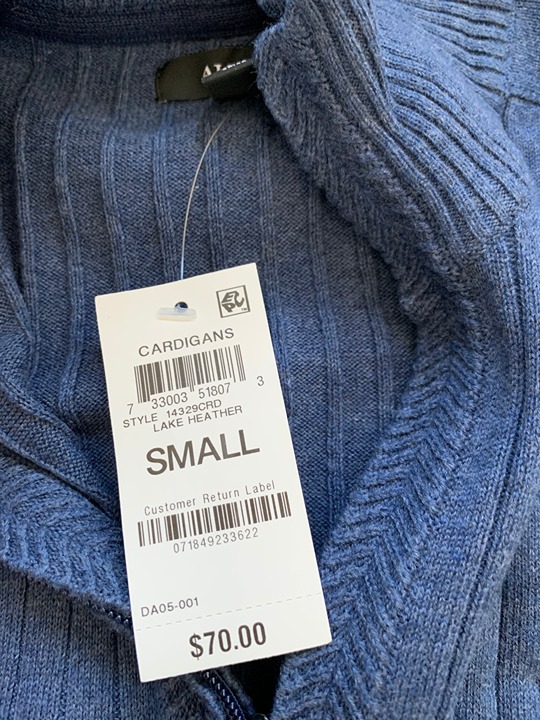 CARDIGANS
7 33003 51807 3
STYLE 14329CRD
LAKE HEATHER
SMALL
Customer Return Label
071849233622
DA05-001
$70.00